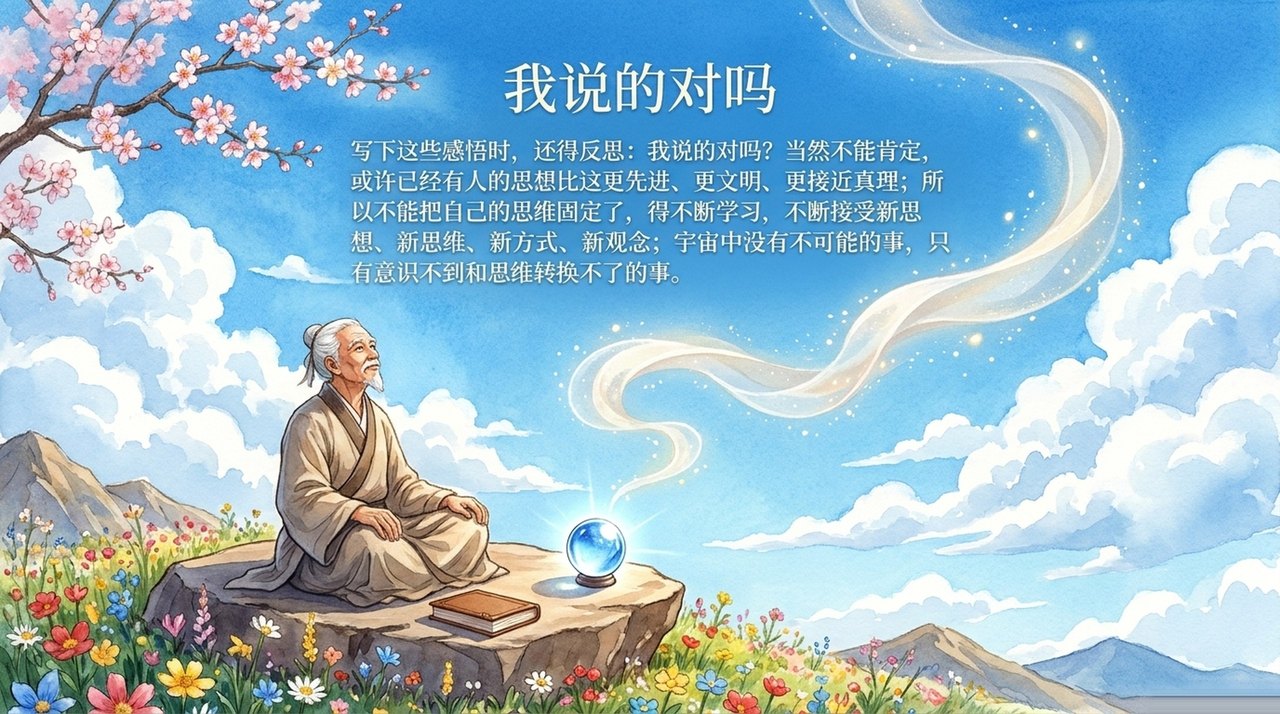 我说的对吗
写下这些感悟时，还得反思：我说的对吗？当然不能肯定，
或许已经有人的思想比这更先进、更文明、更接近真理；所
以不能把自己的思维固定了，得不断学习，不断接受新思
想、新思维、新方式、新观念；宇宙中没有不可能的事，只
有意识不到和思维转换不了的事。